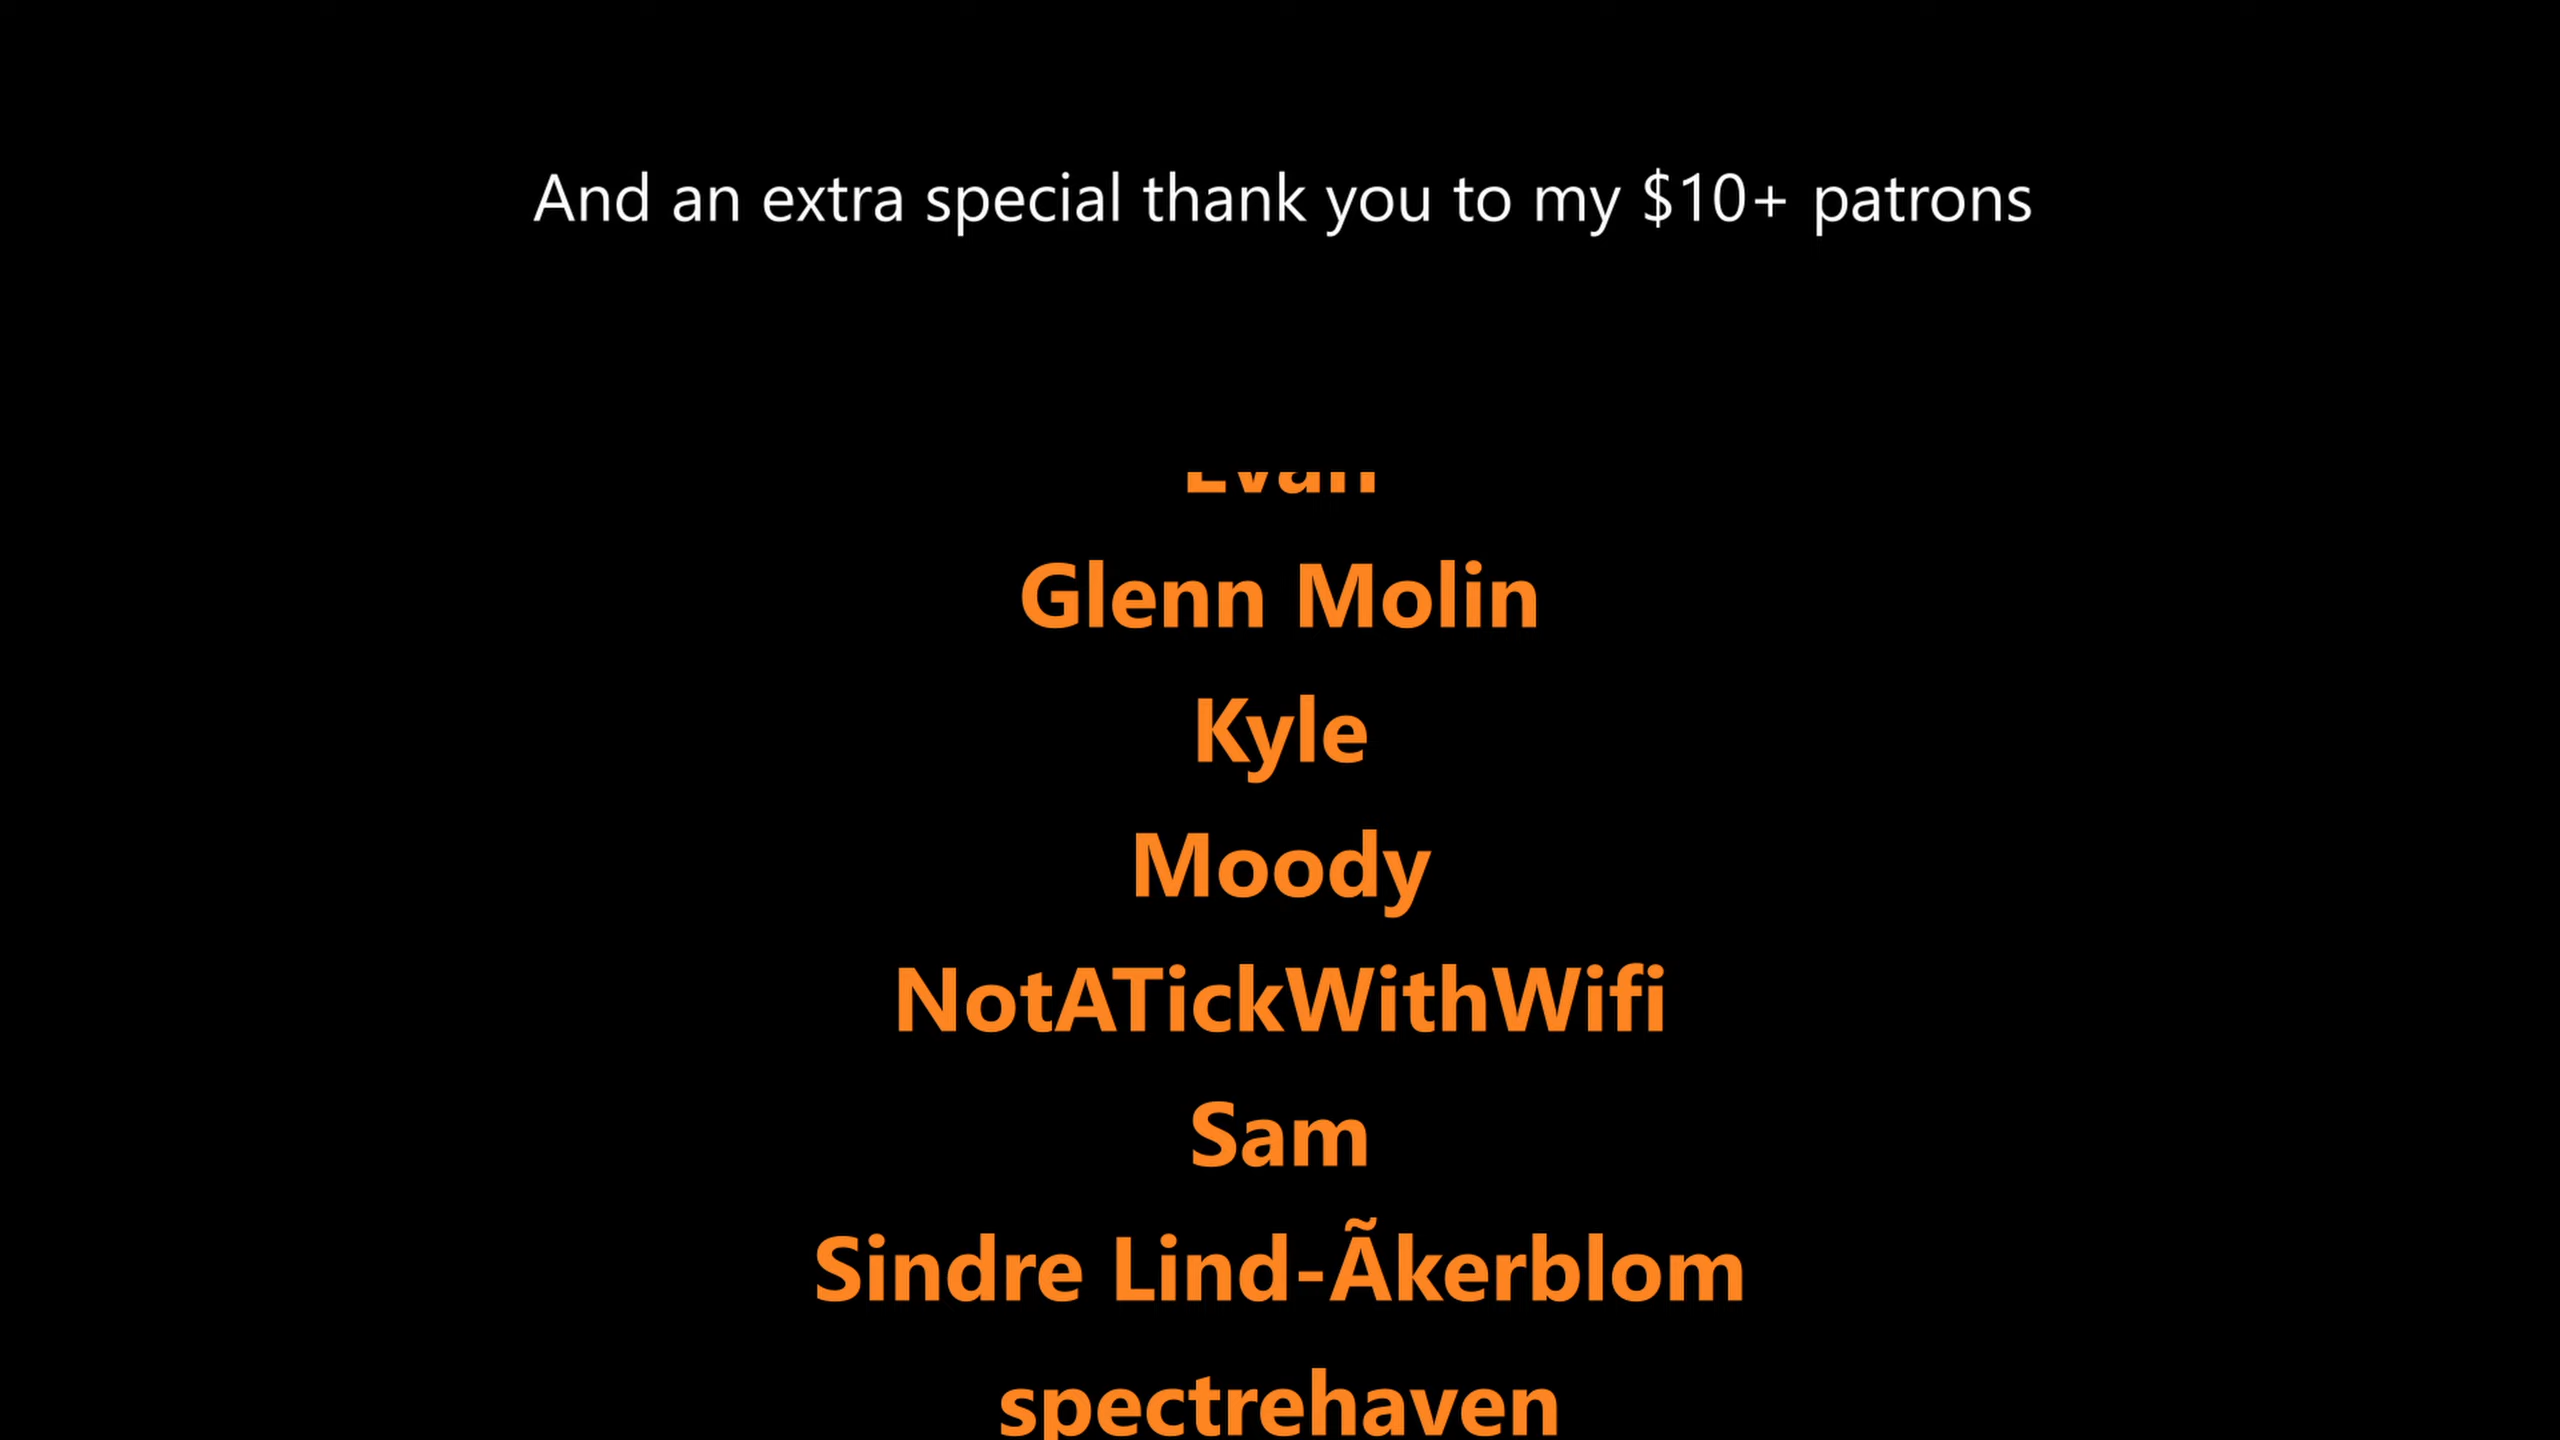 And an extra special thank you to my $10+ patrons
Evan
Glenn Molin
Kyle
Moody
NotATickWithWifi
Sam
Sindre Lind-Ãkerblom
spectrehaven